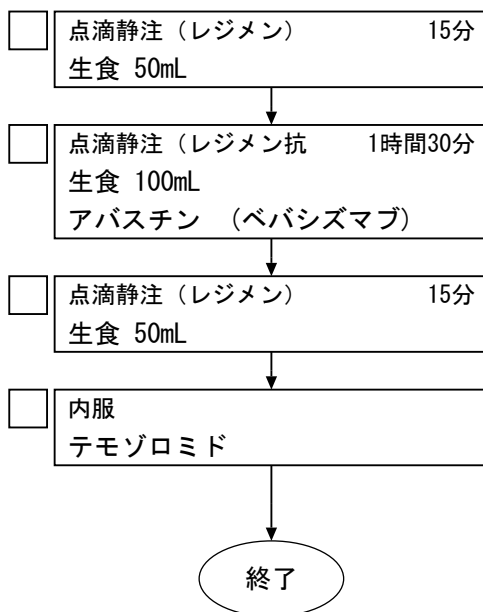 点滴静注（レジメン） 15分
生食 50mL
点滴静注（レジメン抗 1時間30分
生食 100mL
アバスチン （ベバシズマブ）
点滴静注（レジメン） 15分
生食 50mL
内服
テモゾロミド
終了